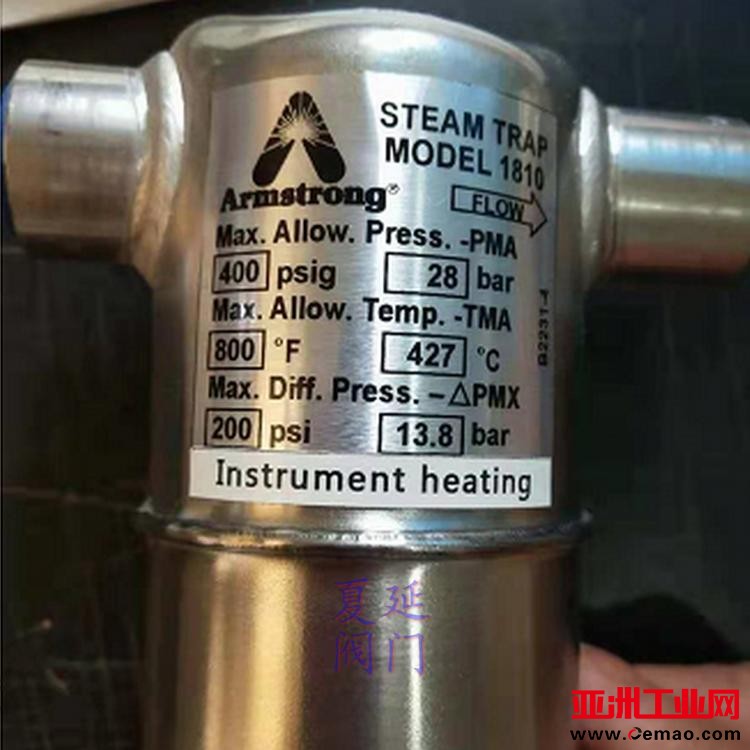 STEAM TRAP
MODEL 1810
Armstrong®
FLOW
Max. Allow. Press. -PMA
400 psig 28 bar
Max. Allow. Temp. -TMA
800 °F 427 °C
Max. Diff. Press. – △PMX
200 psi 13.8 bar
B2231-4
Instrument heating
夏延
阀门
亚洲工业网
www.Cemao.com